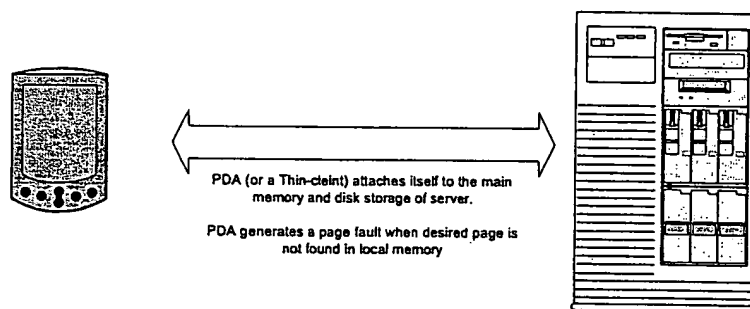 PDA (or a Thin-cleint) attaches itself to the main
memory and disk storage of server.
PDA generates a page fault when desired page is
not found in local memory